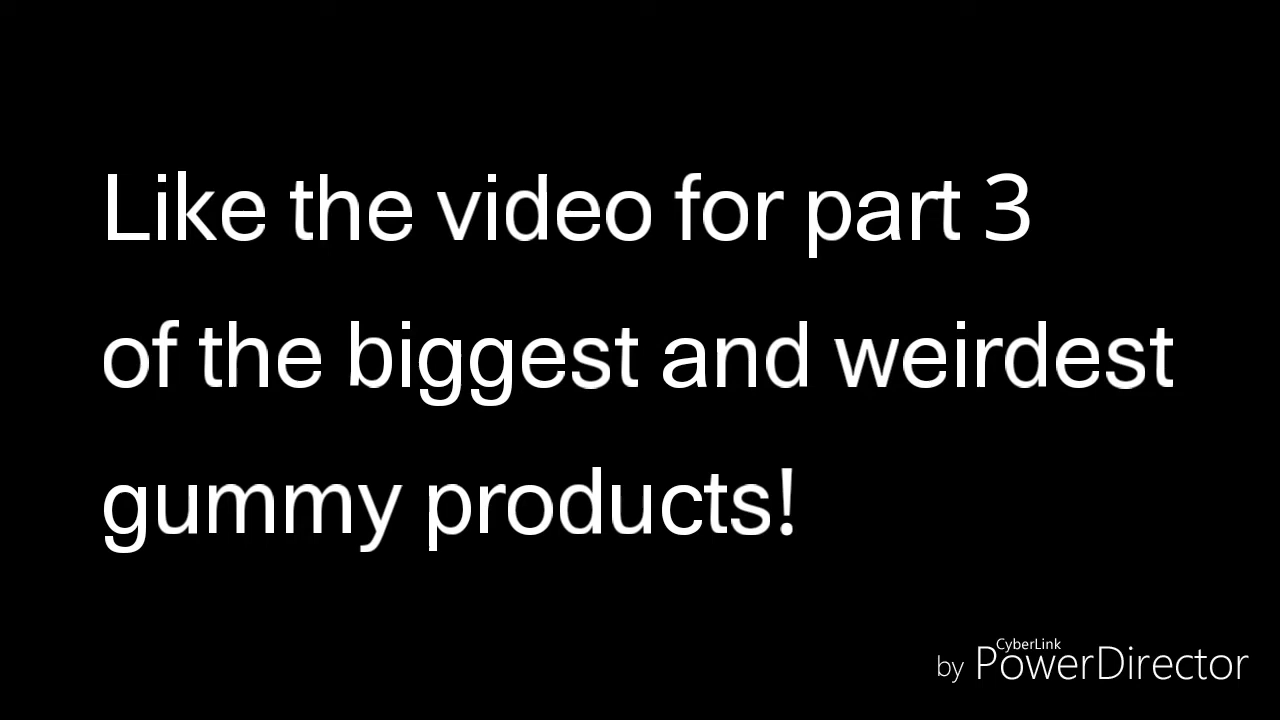 Like the video for part 3
of the biggest and weirdest
gummy products!
CyberLink
by PowerDirector